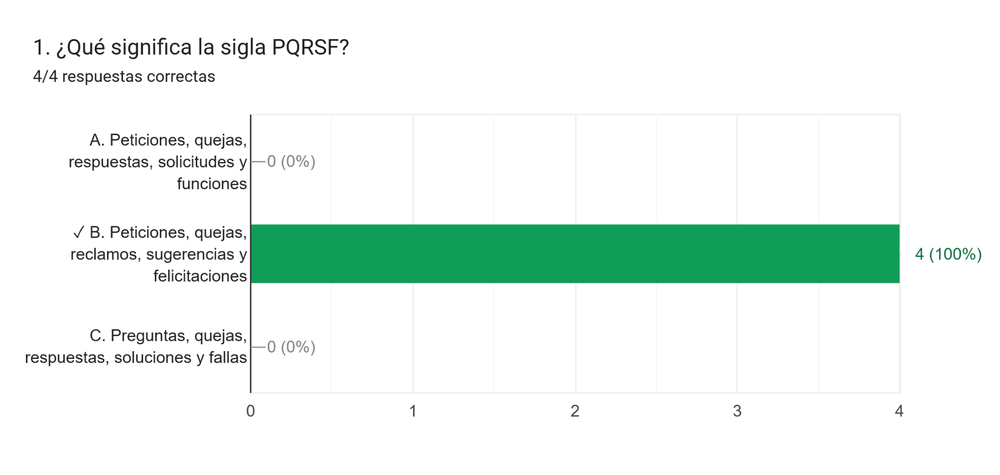 1. ¿Qué significa la sigla PQRSF?
4/4 respuestas correctas
A. Peticiones, quejas,
respuestas, solicitudes y
funciones
0 (0%)
✓ B. Peticiones, quejas,
reclamos, sugerencias y
felicitaciones
4 (100%)
C. Preguntas, quejas,
respuestas, soluciones y fallas
0 (0%)
0 1 2 3 4